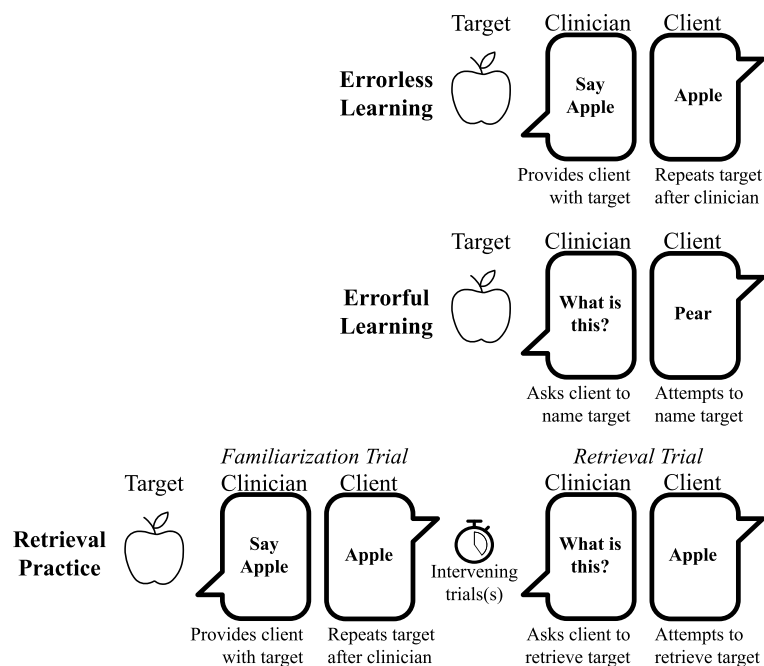 Target Clinician Client
Errorless
Learning
Say
Apple
Apple
Provides client
with target
Repeats target
after clinician
Target Clinician Client
Errorful
Learning
What is
this?
Pear
Asks client to
name target
Attempts to
name target
Familiarization Trial
Retrieval Trial
Target Clinician Client
Clinician Client
Retrieval
Practice
Say
Apple
Apple
Intervening
trials(s)
What is
this?
Apple
Provides client
with target
Repeats target
after clinician
Asks client to
retrieve target
Attempts to
retrieve target